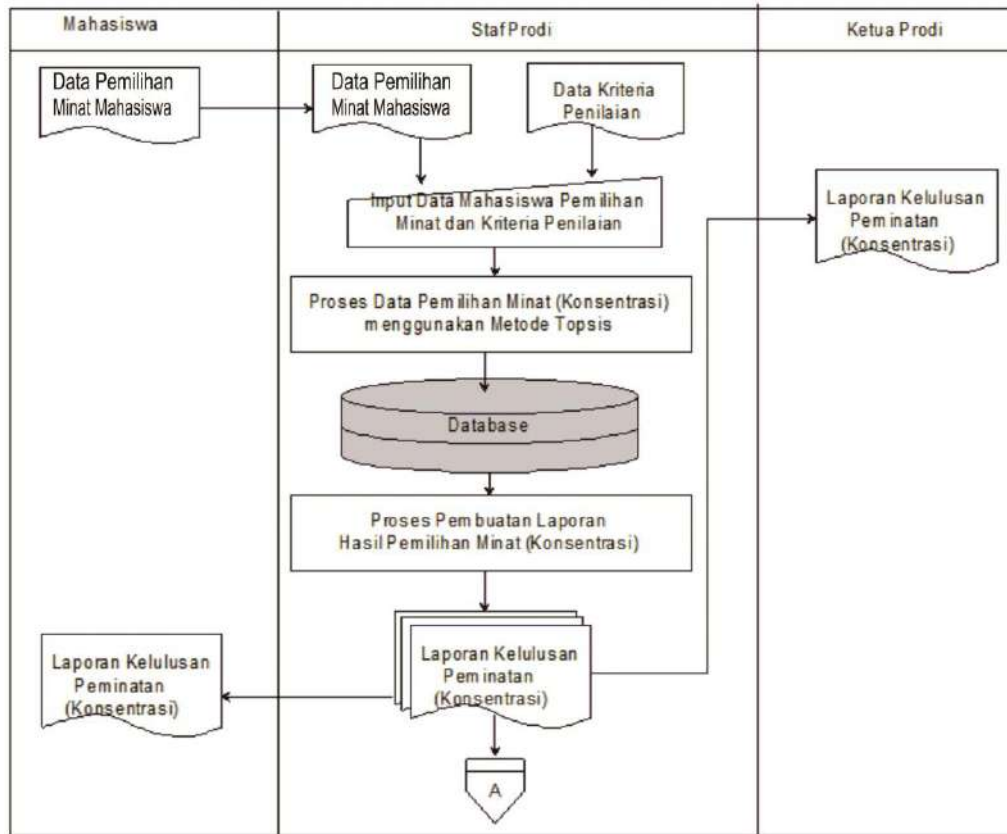 Mahasiswa
Staf Prodi
Ketua Prodi
Data Pemilihan
Minat Mahasiswa
Data Pemilihan
Minat Mahasiswa
Data Kriteria
Penilaian
Input Data Mahasiswa Pemilihan
Minat dan Kriteria Penilaian
Laporan Kelulusan
Peminatan
(Konsentrasi)
Proses Data Pemilihan Minat (Konsentrasi)
menggunakan Metode Topsis
Database
Proses Pembuatan Laporan
Hasil Pemilihan Minat (Konsentrasi)
Laporan Kelulusan
Peminatan
(Konsentrasi)
Laporan Kelulusan
Peminatan
(Konsentrasi)
A